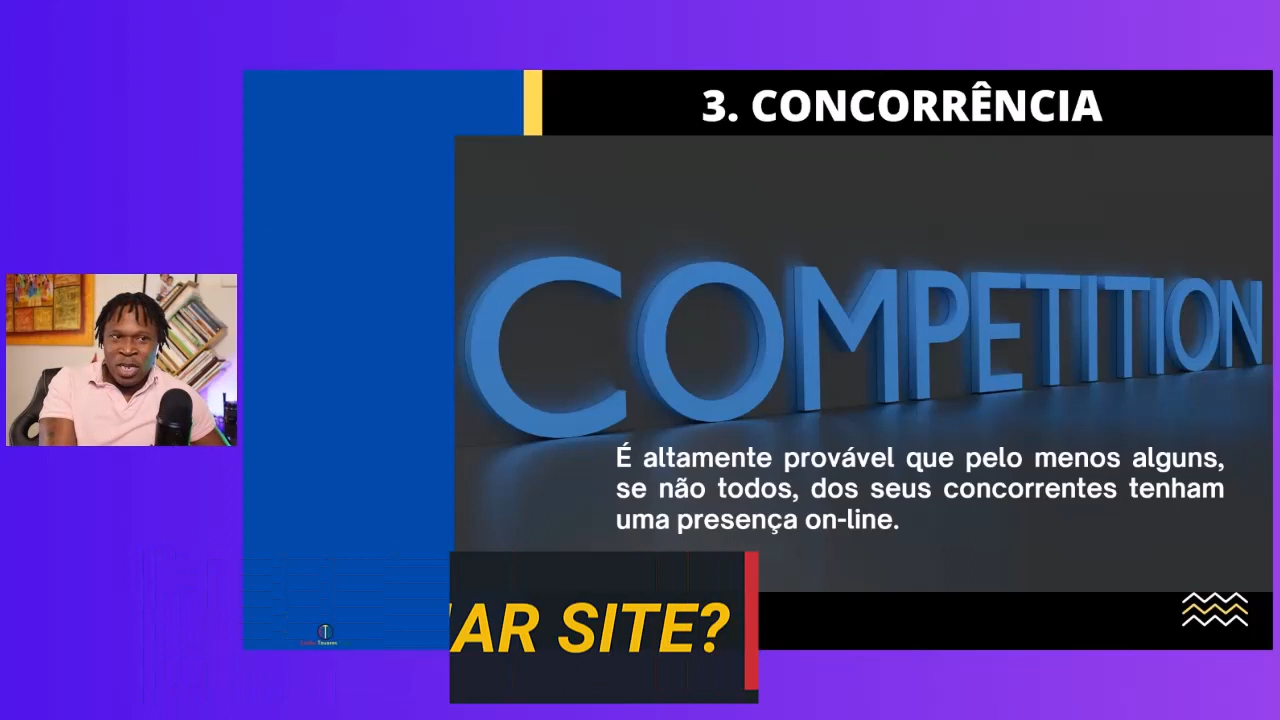 3. CONCORRÊNCIA
COMPETITION
É altamente provável que pelo menos alguns,
se não todos, dos seus concorrentes tenham
uma presença on-line.
AR SITE?
Tavares